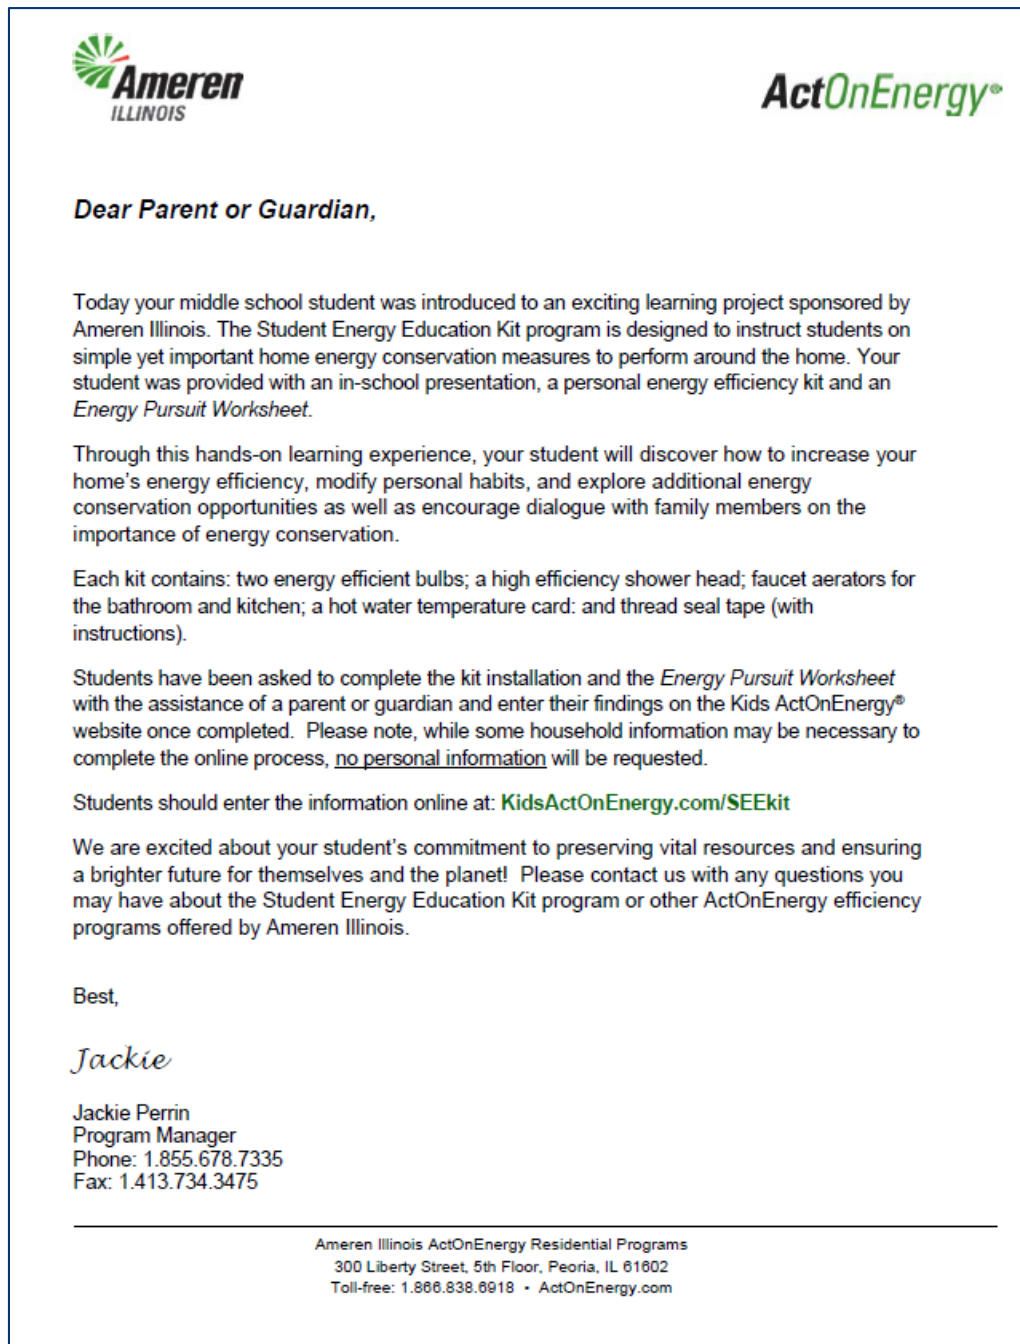 Ameren
ILLINOIS
ActOnEnergy®
Dear Parent or Guardian,
Today your middle school student was introduced to an exciting learning project sponsored by
Ameren Illinois. The Student Energy Education Kit program is designed to instruct students on
simple yet important home energy conservation measures to perform around the home. Your
student was provided with an in-school presentation, a personal energy efficiency kit and an
Energy Pursuit Worksheet.
Through this hands-on learning experience, your student will discover how to increase your
home's energy efficiency, modify personal habits, and explore additional energy
conservation opportunities as well as encourage dialogue with family members on the
importance of energy conservation.
Each kit contains: two energy efficient bulbs; a high efficiency shower head; faucet aerators for
the bathroom and kitchen; a hot water temperature card: and thread seal tape (with
instructions).
Students have been asked to complete the kit installation and the Energy Pursuit Worksheet
with the assistance of a parent or guardian and enter their findings on the Kids ActOnEnergy®
website once completed.  Please note, while some household information may be necessary to
complete the online process, no personal information will be requested.
Students should enter the information online at: KidsActOnEnergy.com/SEEkit
We are excited about your student's commitment to preserving vital resources and ensuring
a brighter future for themselves and the planet!  Please contact us with any questions you
may have about the Student Energy Education Kit program or other ActOnEnergy efficiency
programs offered by Ameren Illinois.
Best,
Jackie
Jackie Perrin
Program Manager
Phone: 1.855.678.7335
Fax: 1.413.734.3475
Ameren Illinois ActOnEnergy Residential Programs
300 Liberty Street, 5th Floor, Peoria, IL 61602
Toll-free: 1.866.838.6918 • ActOnEnergy.com